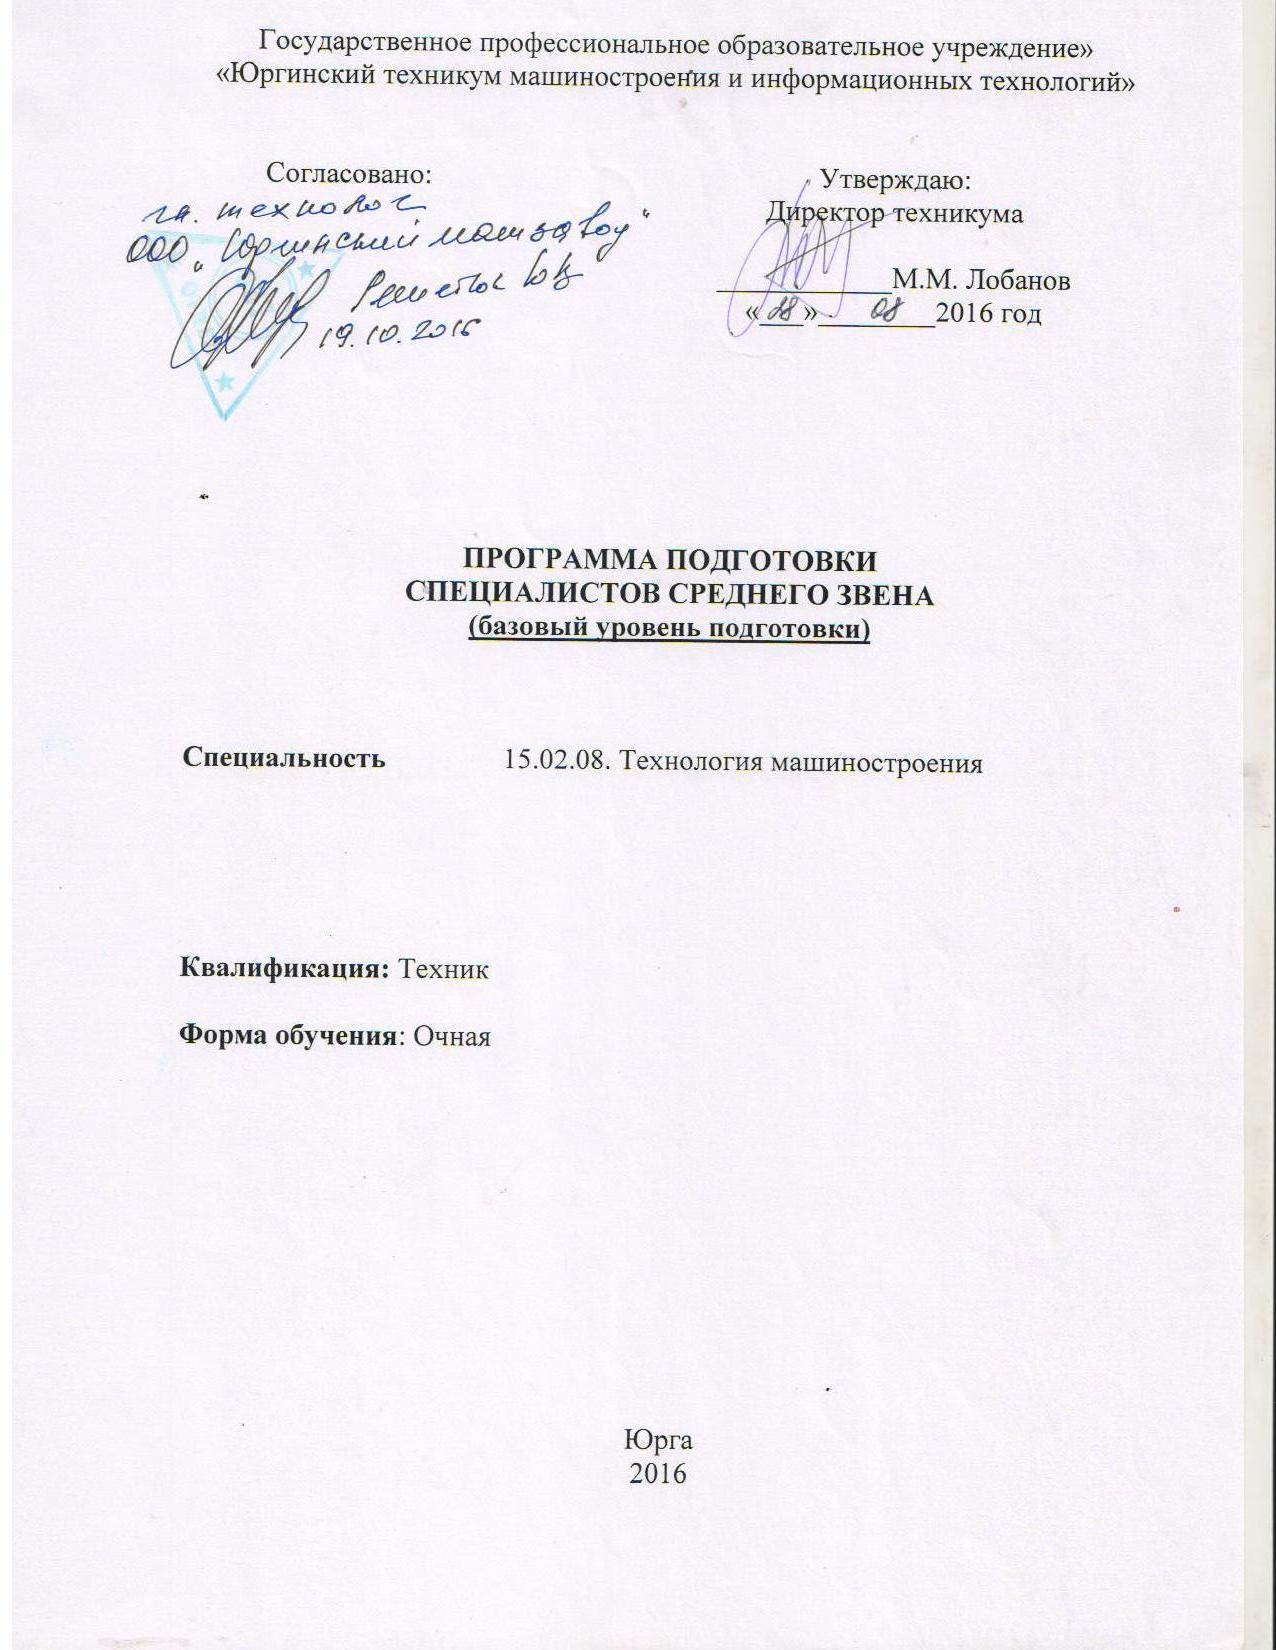 Государственное профессиональное образовательное учреждение»
«Юргинский техникум машиностроения и информационных технологий»
Согласовано:
гл. технолог
ООО „Юргинский машзавод"
19.10.2016
Утверждаю:
Директор техникума
М.М. Лобанов
«28» 08 2016 год
ПРОГРАММА ПОДГОТОВКИ
СПЕЦИАЛИСТОВ СРЕДНЕГО ЗВЕНА
(базовый уровень подготовки)
Специальность 15.02.08. Технология машиностроения
Квалификация: Техник
Форма обучения: Очная
Юрга
2016